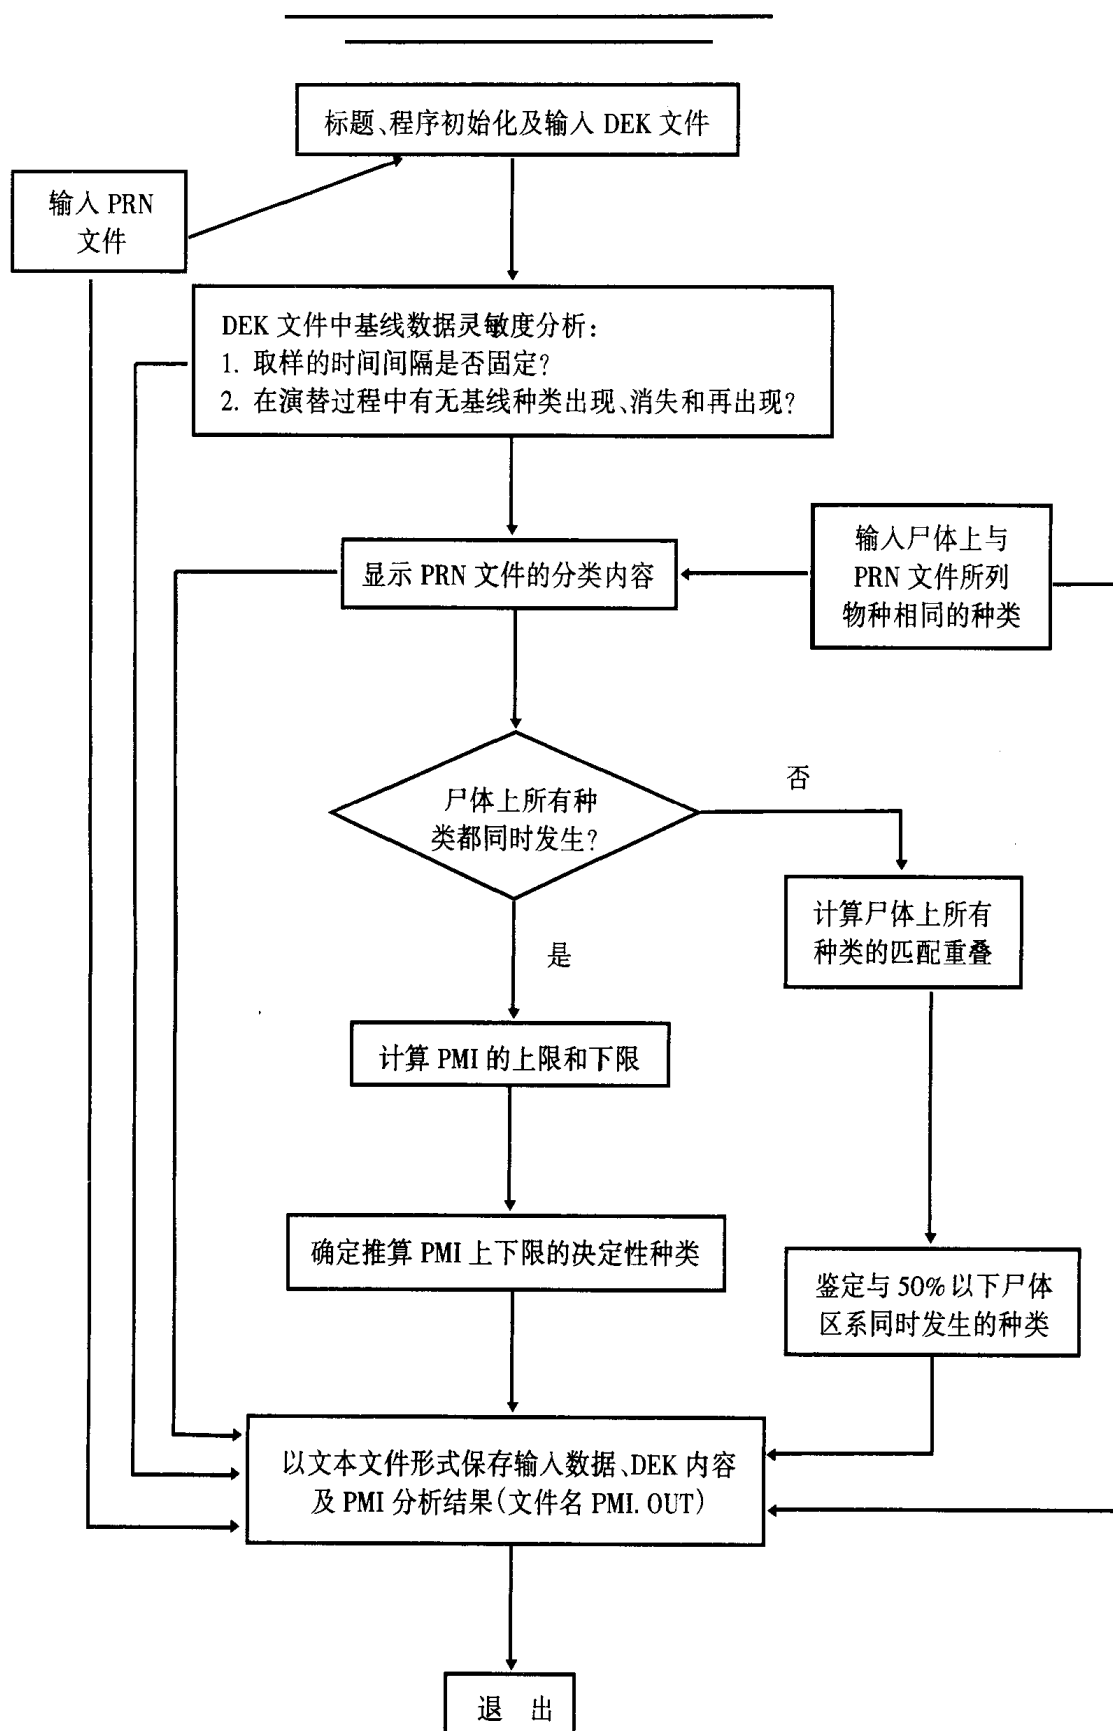 标题、程序初始化及输入 DEK 文件
输入 PRN
文件
DEK 文件中基线数据灵敏度分析:
1. 取样的时间间隔是否固定?
2. 在演替过程中有无基线种类出现、消失和再出现?
输入尸体上与
PRN 文件所列
物种相同的种类
显示 PRN 文件的分类内容
尸体上所有种
类都同时发生?
否
是
计算尸体上所有
种类的匹配重叠
计算 PMI 的上限和下限
确定推算 PMI 上下限的决定性种类
鉴定与 50% 以下尸体
区系同时发生的种类
以文本文件形式保存输入数据、DEK 内容
及 PMI 分析结果(文件名 PMI. OUT)
退 出